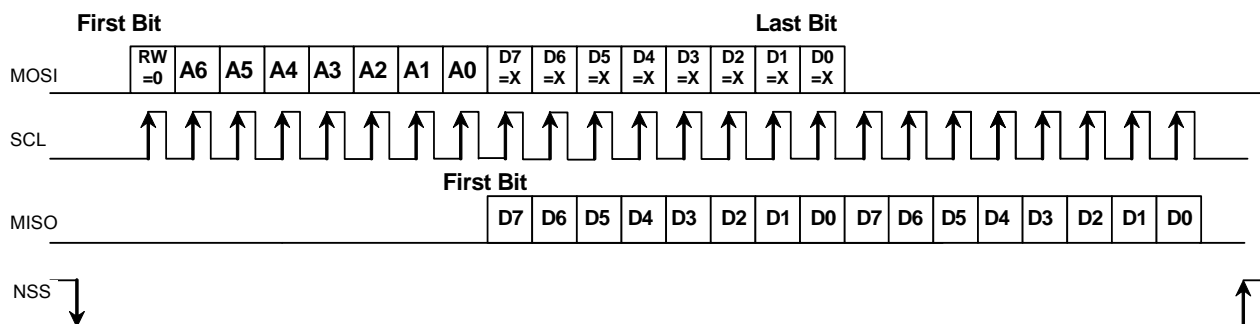 First Bit Last Bit
MOSI RW =0 A6 A5 A4 A3 A2 A1 A0 D7 =X D6 =X D5 =X D4 =X D3 =X D2 =X D1 =X D0 =X
SCL
First Bit
MISO D7 D6 D5 D4 D3 D2 D1 D0 D7 D6 D5 D4 D3 D2 D1 D0
NSS